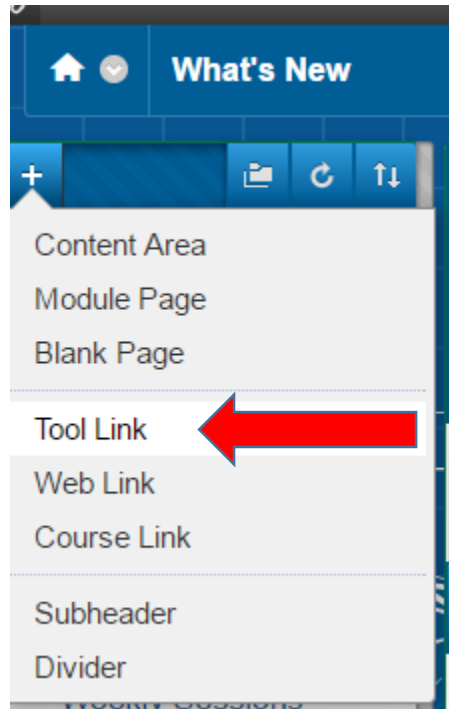 What's New
Content Area
Module Page
Blank Page
Tool Link
Web Link
Course Link
Subheader
Divider